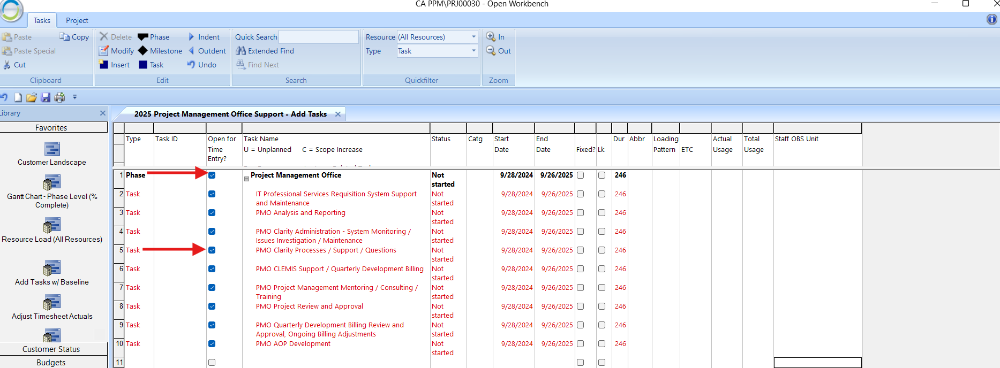 CA PPM\PRJ00030 - Open Workbench
Tasks Project
Paste Copy
Paste Special
Cut
Clipboard
Delete Phase Indent
Modify Milestone Outdent
Insert Task Undo
Edit
Quick Search
Extended Find
Find Next
Search
Resource (All Resources)
Type Task
Quickfilter
In
Out
Zoom
Library
Favorites
Customer Landscape
Gantt Chart - Phase Level (%
Complete)
Resource Load (All Resources)
Add Tasks w/ Baseline
Adjust Timesheet Actuals
Customer Status
Budgets
2025 Project Management Office Support - Add Tasks
Type Task ID Open for Task Name Status Catg Start End Dur Abbr Loading Actual Total Staff OBS Unit
Time U = Unplanned C = Scope Increase Date Date Fixed? Lk Pattern ETC Usage Usage
Entry?
1 Phase Project Management Office Not 9/28/2024 9/26/2025 246
started
2 Task IT Professional Services Requisition System Support Not 9/28/2024 9/26/2025 246
and Maintenance started
3 Task PMO Analysis and Reporting Not 9/28/2024 9/26/2025 246
started
4 Task PMO Clarity Administration - System Monitoring / Not 9/28/2024 9/26/2025 246
Issues Investigation / Maintenance started
5 Task PMO Clarity Processes / Support / Questions Not 9/28/2024 9/26/2025 246
started
6 Task PMO CLEMIS Support / Quarterly Development Billing Not 9/28/2024 9/26/2025 246
started
7 Task PMO Project Management Mentoring / Consulting / Not 9/28/2024 9/26/2025 246
Training started
8 Task PMO Project Review and Approval Not 9/28/2024 9/26/2025 246
started
9 Task PMO Quarterly Development Billing Review and Not 9/28/2024 9/26/2025 246
Approval, Ongoing Billing Adjustments started
10 Task PMO AOP Development Not 9/28/2024 9/26/2025 246
started
11